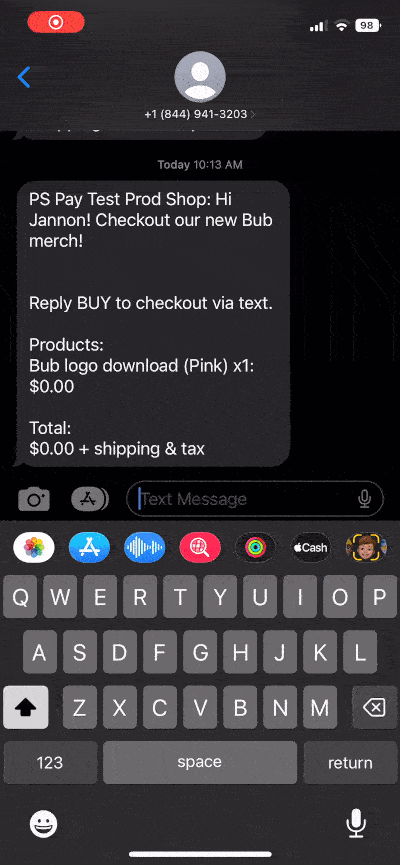 98
+1 (844) 941-3203
Today 10:13 AM
PS Pay Test Prod Shop: Hi
Jannon! Checkout our new Bub
merch!
Reply BUY to checkout via text.
Products:
Bub logo download (Pink) x1:
$0.00
Total:
$0.00 + shipping & tax
Text Message
Cash
Q W E R T Y U I O P
A S D F G H J K L
Z X C V B N M
123 space return